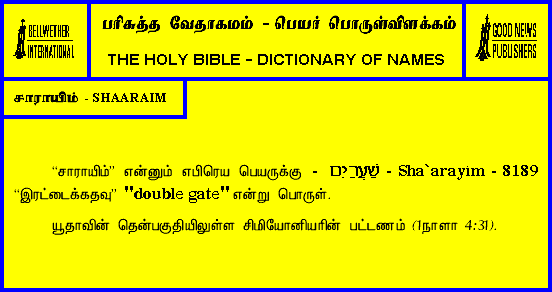 BELLWETHER
INTERNATIONAL
பரிசுத்த வேதாகமம் - பெயர் பொருள்விளக்கம்
THE HOLY BIBLE - DICTIONARY OF NAMES
GOOD NEWS
PUBLISHERS
சாராயிம் - SHAARAIM
“சாராயிம்” என்னும் எபிரெய பெயருக்கு - שַׁעֲרַיִם - Sha`arayim - 8189
“இரட்டைக்கதவு” "double gate" என்று பொருள்.
யூதாவின் தென்பகுதியிலுள்ள சிமியோனியரின் பட்டணம் (1நாளா 4:31).